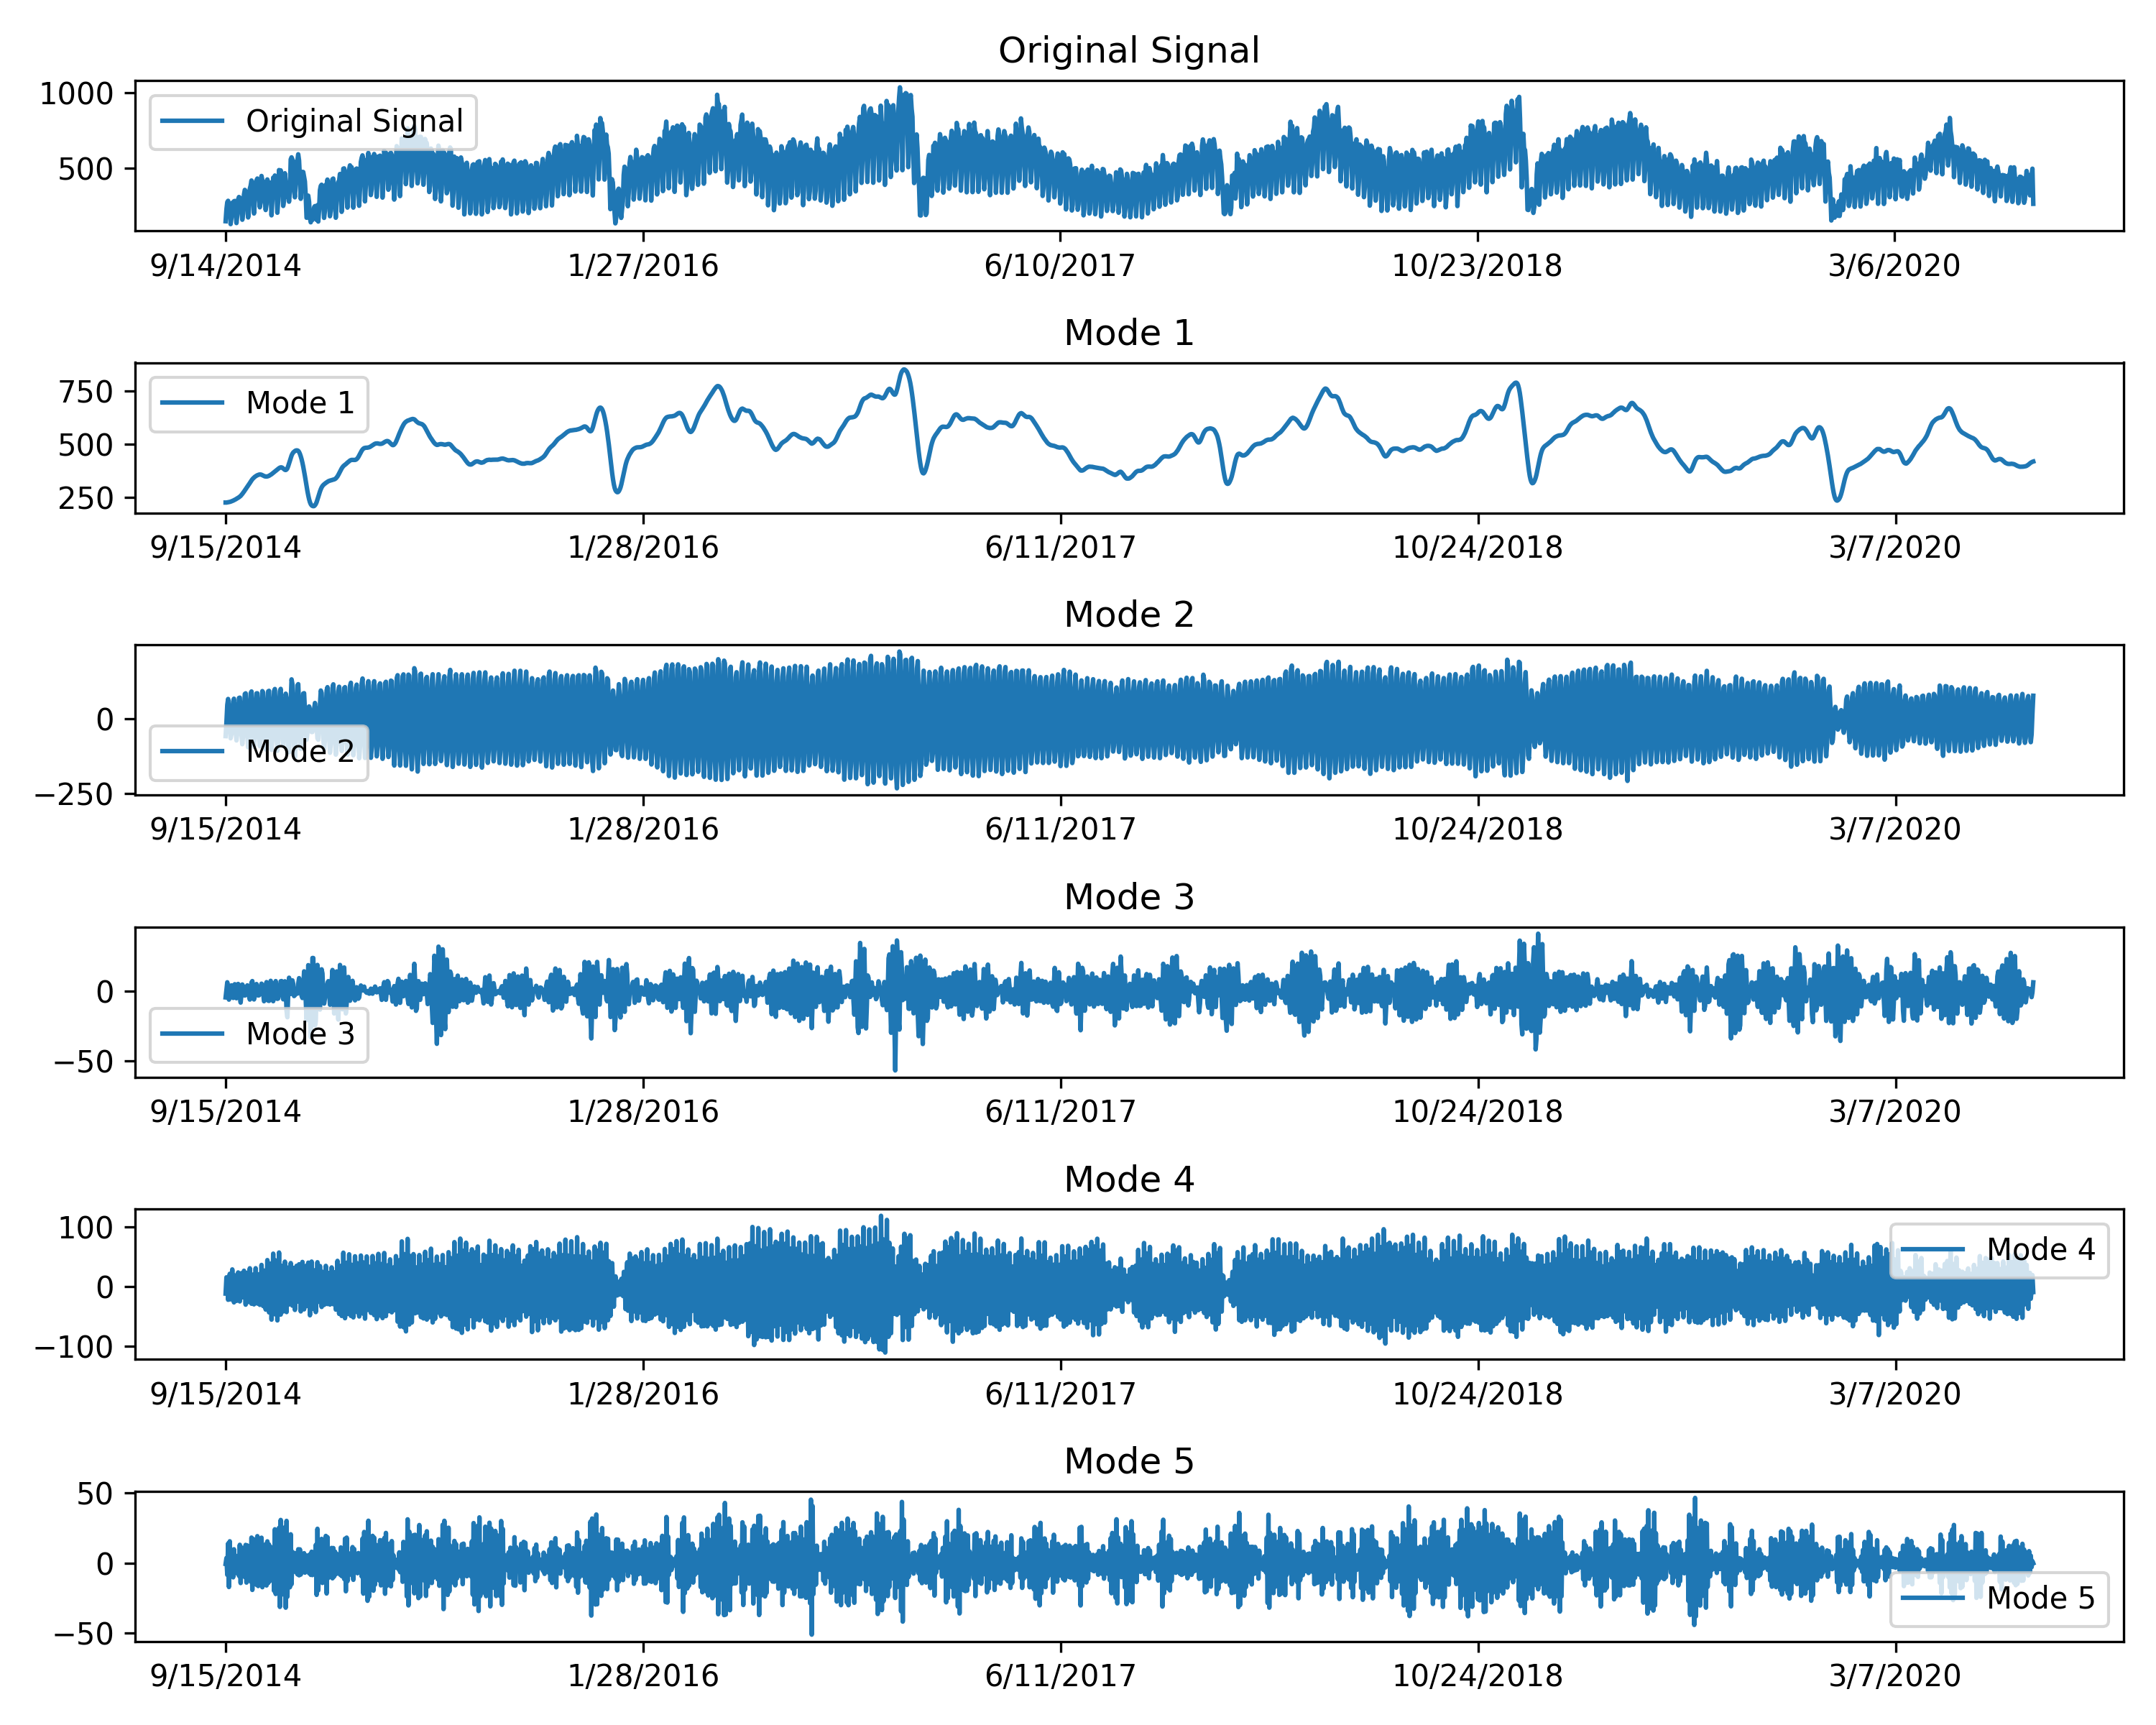 Original Signal
1000
500
Original Signal
9/14/2014 1/27/2016 6/10/2017 10/23/2018 3/6/2020
Mode 1
750
500
250
Mode 1
9/15/2014 1/28/2016 6/11/2017 10/24/2018 3/7/2020
Mode 2
0
−250
Mode 2
9/15/2014 1/28/2016 6/11/2017 10/24/2018 3/7/2020
Mode 3
0
−50
Mode 3
9/15/2014 1/28/2016 6/11/2017 10/24/2018 3/7/2020
Mode 4
100
0
−100
Mode 4
9/15/2014 1/28/2016 6/11/2017 10/24/2018 3/7/2020
Mode 5
50
0
−50
Mode 5
9/15/2014 1/28/2016 6/11/2017 10/24/2018 3/7/2020